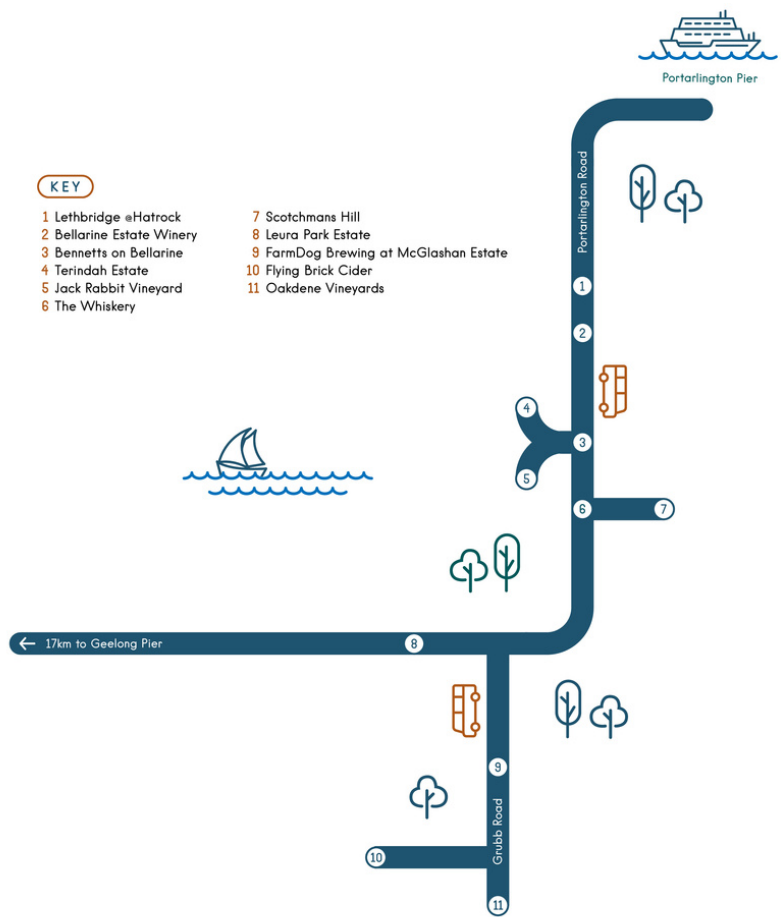 Portarlington Pier
Portarlington Road
KEY
1 Lethbridge @Hatrock
2 Bellarine Estate Winery
3 Bennetts on Bellarine
4 Terindah Estate
5 Jack Rabbit Vineyard
6 The Whiskery
7 Scotchmans Hill
8 Leura Park Estate
9 FarmDog Brewing at McGlashan Estate
10 Flying Brick Cider
11 Oakdene Vineyards
1
2
4
3
5
6
7
← 17km to Geelong Pier
8
9
Grubb Road
10
11